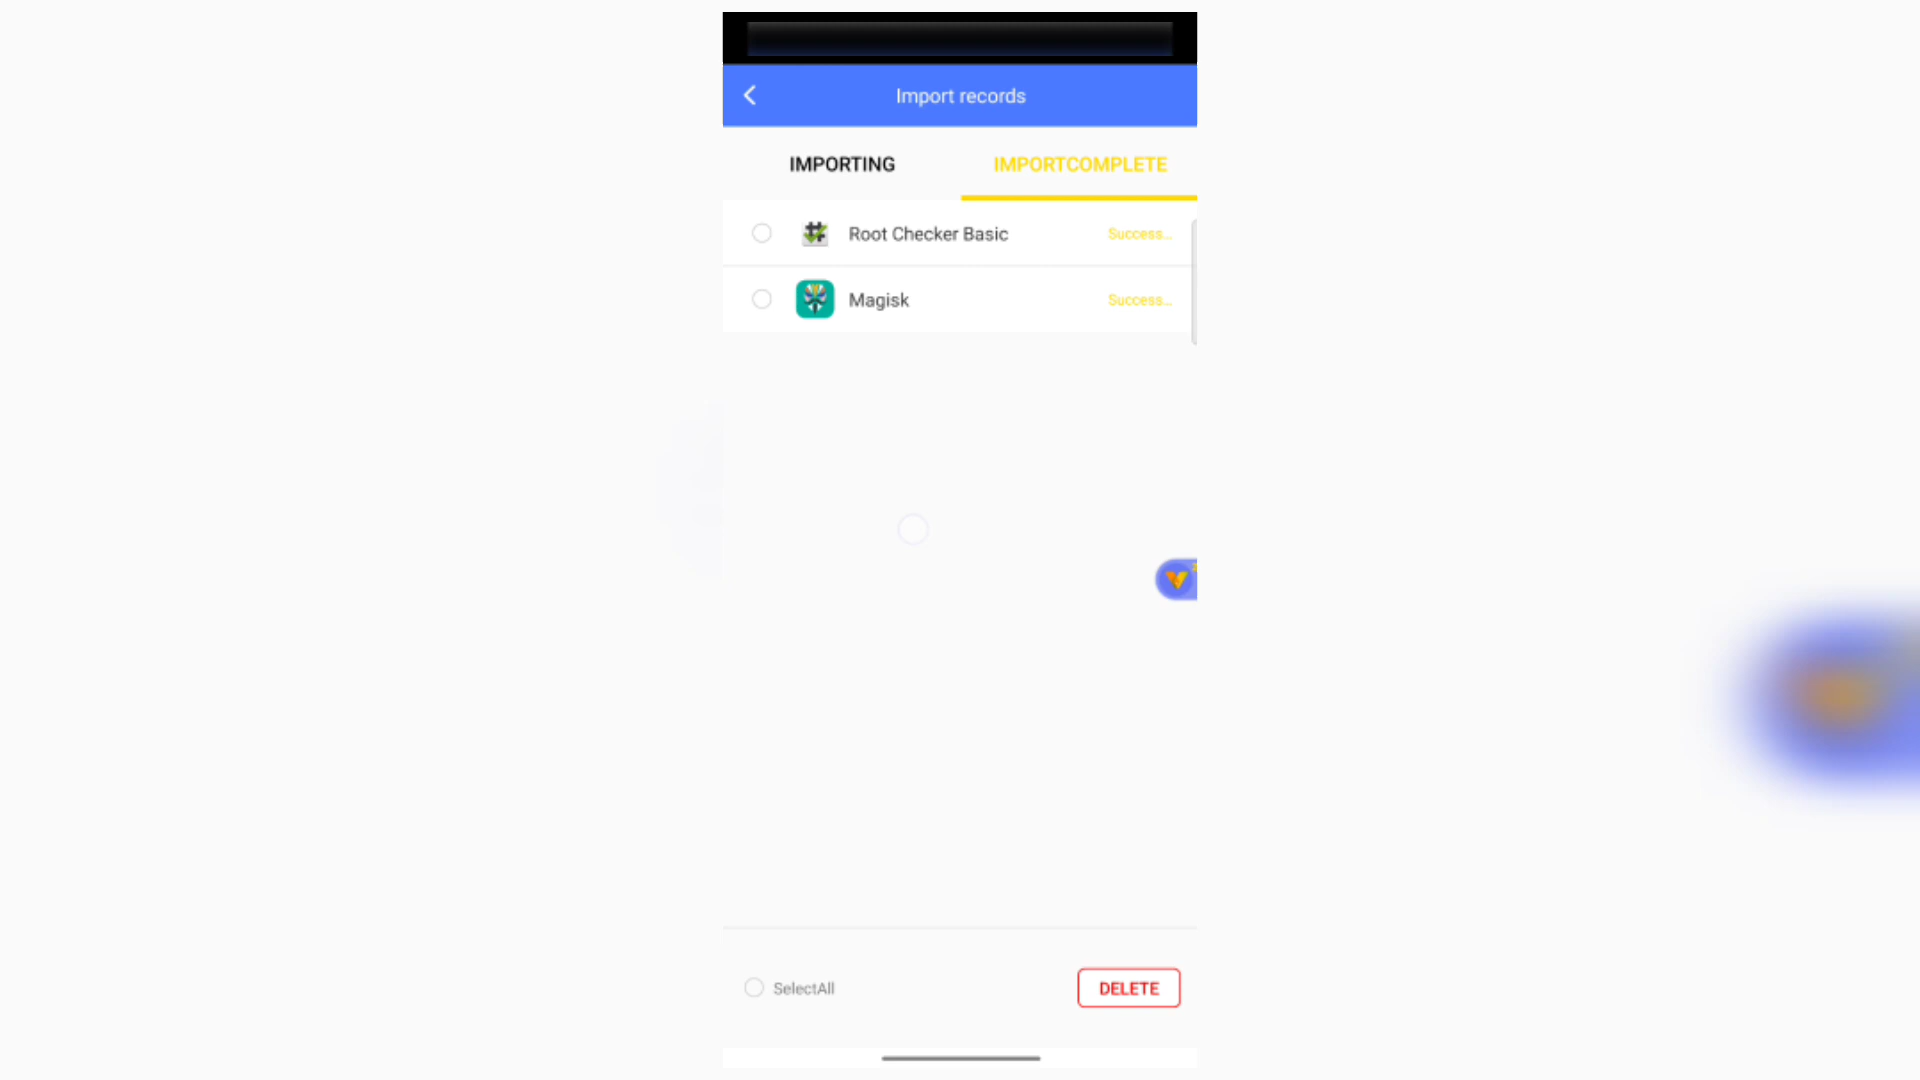 Import records
IMPORTING
IMPORTCOMPLETE
Root Checker Basic
Success...
Magisk
Success...
SelectAll
DELETE